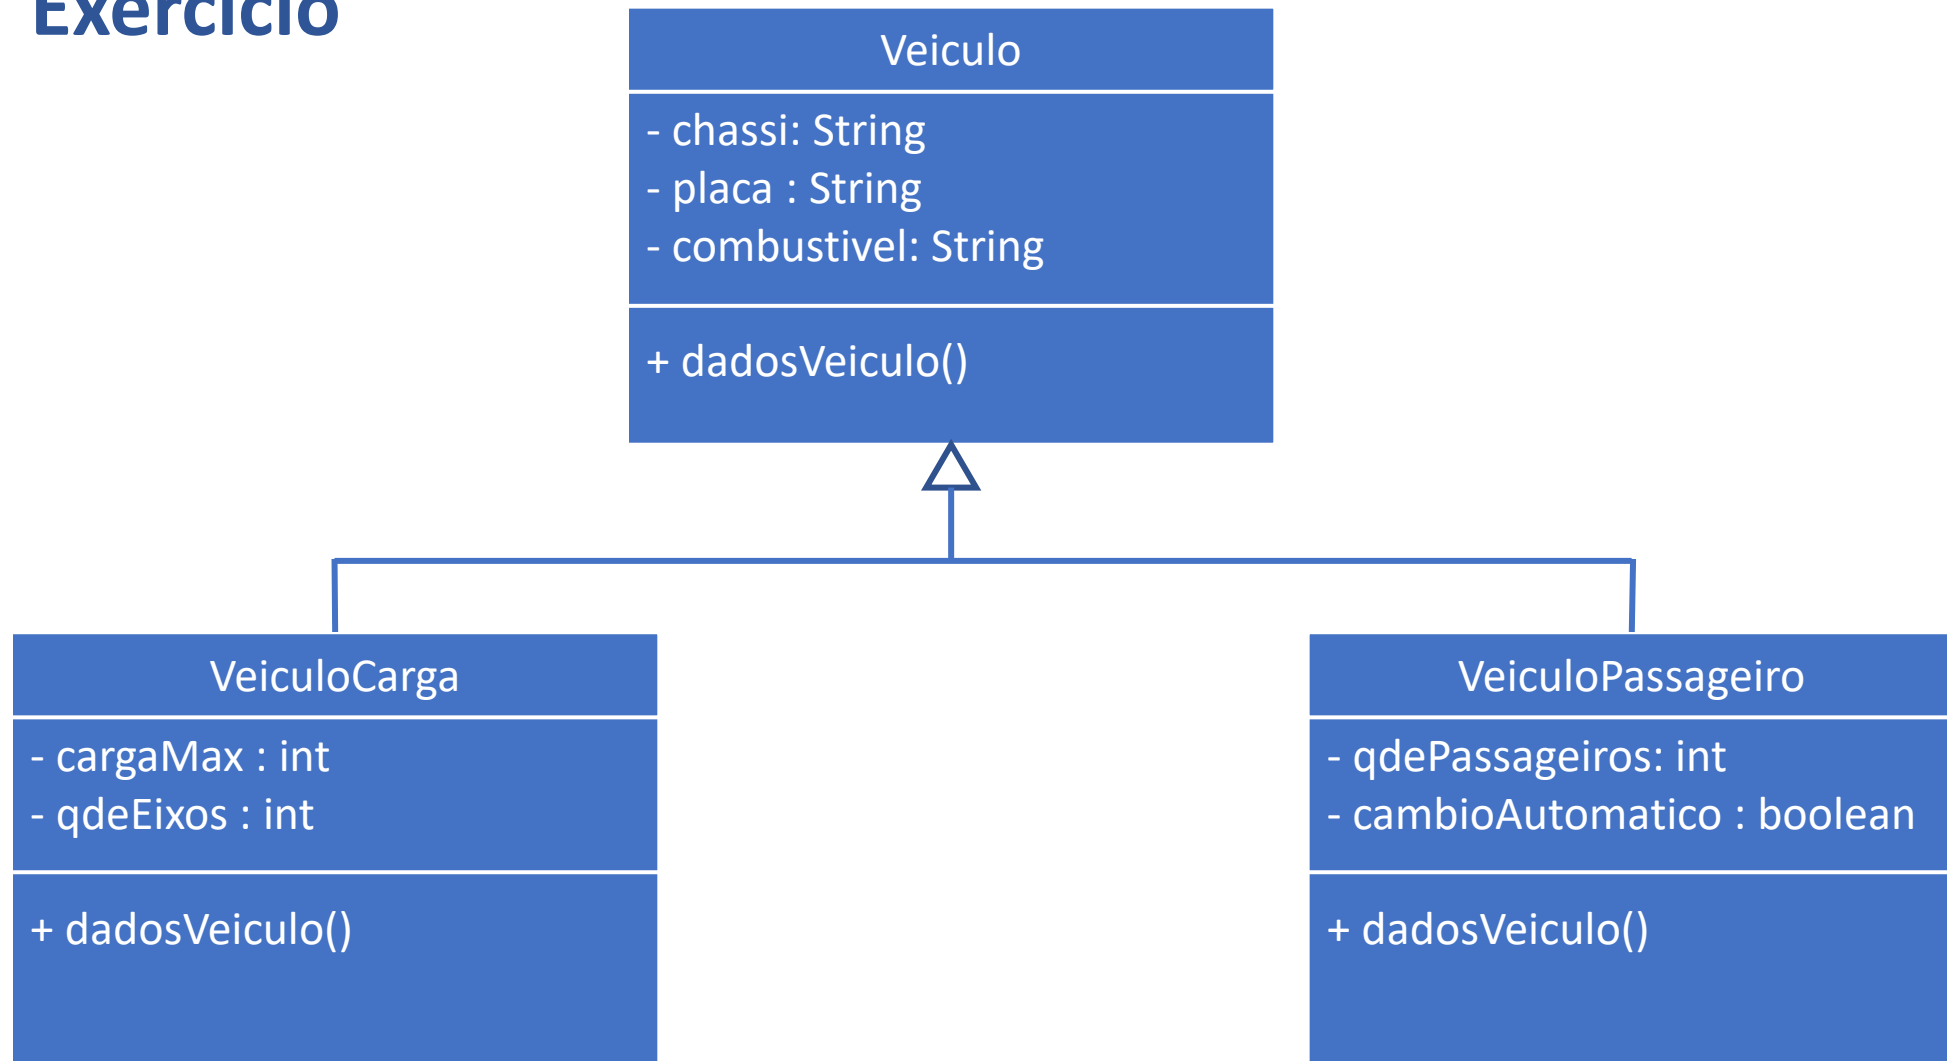 Exercício
Veiculo
- chassi: String
- placa : String
- combustivel: String
+ dadosVeiculo()
VeiculoCarga
- cargaMax : int
- qdeEixos : int
+ dadosVeiculo()
VeiculoPassageiro
- qdePassageiros: int
- cambioAutomatico : boolean
+ dadosVeiculo()